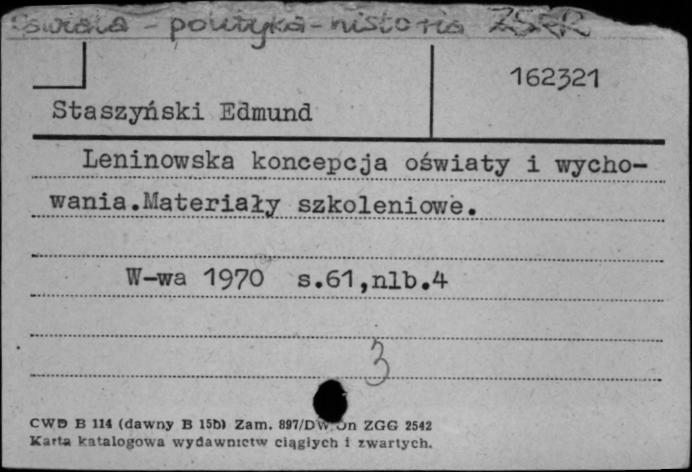 Oświata - polityka - historia ZSRR
162321
Staszyński Edmund
Leninowska koncepcja oświaty i wycho-
wania.Materiały szkoleniowe.
W-wa 1970 s.61,nlb.4
3
CWD B 114 (dawny B 15b) Zam. 897/DW. ZGG 2542
Karta katalogowa wydawnictw ciągłych i zwartych.